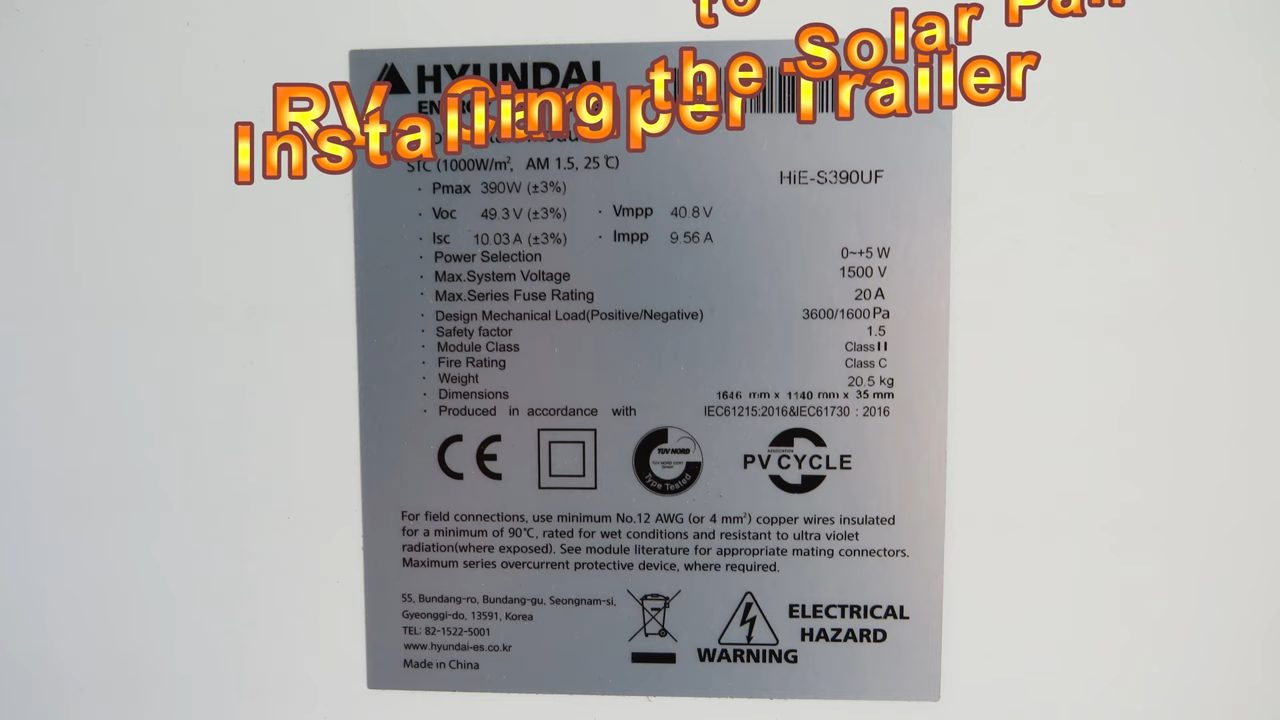 to
Installing the Solar Pan
RV Camper Trailer
HYUNDAI
STC (1000W/m², AM 1.5, 25℃)
HiE-S390UF
· Pmax 390W (±3%)
· Voc 49.3 V (±3%) · Vmpp 40.8 V
· Isc 10.03 A (±3%) · Impp 9.56 A
· Power Selection 0~+5 W
· Max.System Voltage 1500 V
· Max.Series Fuse Rating 20 A
· Design Mechanical Load(Positive/Negative) 3600/1600 Pa
· Safety factor 1.5
· Module Class Class II
· Fire Rating Class C
· Weight 20.5 kg
· Dimensions 1646 mm x 1140 mm x 35 mm
· Produced in accordance with IEC61215:2016&IEC61730 : 2016
CE
TUV NORD
Type Tested
ASSOCIATION
PV CYCLE
For field connections, use minimum No.12 AWG (or 4 mm²) copper wires insulated
for a minimum of 90℃, rated for wet conditions and resistant to ultra violet
radiation(where exposed). See module literature for appropriate mating connectors.
Maximum series overcurrent protective device, where required.
55, Bundang-ro, Bundang-gu, Seongnam-si,
Gyeonggi-do, 13591, Korea
TEL: 82-1522-5001
www.hyundai-es.co.kr
Made in China
ELECTRICAL
HAZARD
WARNING